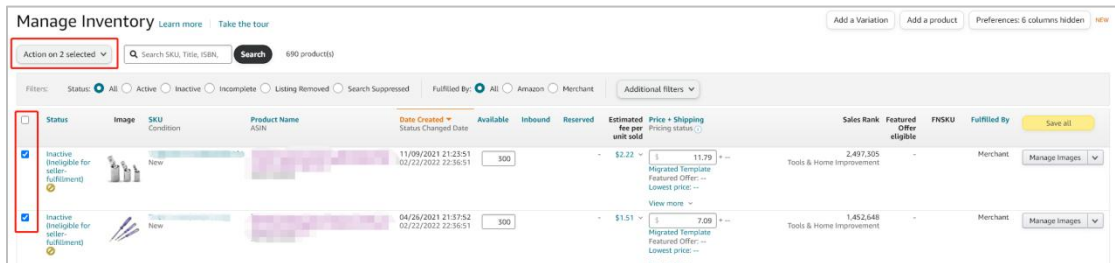 Manage Inventory Learn more Take the tour Add a Variation Add a product Preferences: 6 columns hidden NEW
Action on 2 selected Search SKU, Title, ISBN, Search 690 product(s)
Filters: Status: All Active Inactive Incomplete Listing Removed Search Suppressed Fulfilled By: All Amazon Merchant Additional filters
Status Image SKU Product Name Date Created Available Inbound Reserved Estimated Price + Shipping Sales Rank Featured FNSKU Fulfilled By Save all
Condition ASIN Status Changed Date fee per Pricing status Offer
unit sold eligible
Inactive 11/09/2021 21:23:51 300 - $2.22 $ 11.79 + -- 2,497,305 - Merchant Manage Images
(Ineligible for New 02/22/2022 22:36:51 Migrated Template Tools & Home Improvement
seller- Featured Offer: --
fulfillment) Lowest price: --
View more
Inactive 04/26/2021 21:37:52 300 - $1.51 $ 7.09 + -- 1,452,648 - Merchant Manage Images
(Ineligible for New 02/22/2022 22:36:51 Migrated Template Tools & Home Improvement
seller- Featured Offer: --
fulfillment) Lowest price: --